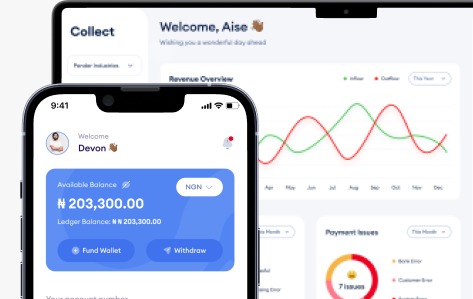 Collect
Welcome, Aise 👋🏾
Wishing you a wonderful day ahead
Pendar Industries
Revenue Overview
Inflow
Outflow
This Year
Apr May Jun Jul Aug Sep Oct Nov Dec
This Month
Payment Issues
This Month
7 Issues
Bank Error
Customer Error
9:41
Welcome
Devon 👋🏾
Available Balance
NGN
₦ 203,300.00
Ledger Balance: ₦ ₦ 203,300.00
Fund Wallet
Withdraw
Your account number